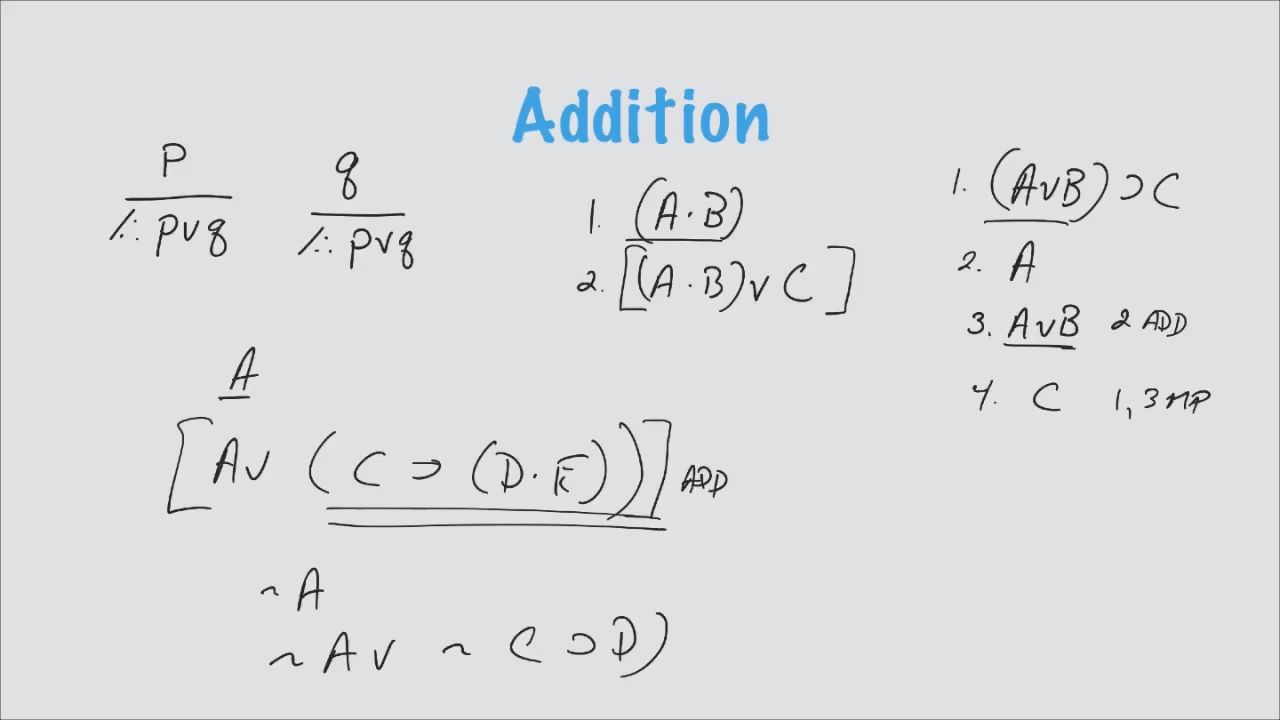 Addition
p
/∴ p v q
q
/∴ p v q
1. (A · B)
2. [(A · B) v C ]
1. (A v B) ⊃ C
2. A
3. A v B 2 ADD
4. C 1, 3 MP
A
[A v (C ⊃ (D · E))] ADD
~ A
~ A v ~ C ⊃ D)